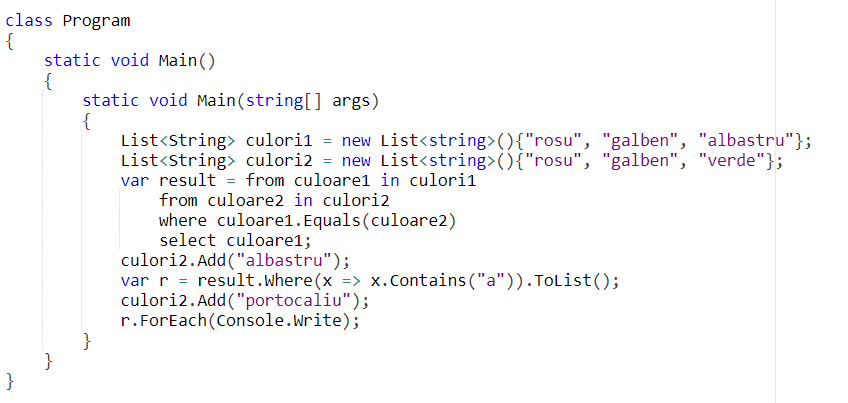 class Program
{
    static void Main()
    {
        static void Main(string[] args)
        {
            List<String> culori1 = new List<string>(){"rosu", "galben", "albastru"};
            List<String> culori2 = new List<string>(){"rosu", "galben", "verde"};
            var result = from culoare1 in culori1
                from culoare2 in culori2
                where culoare1.Equals(culoare2)
                select culoare1;
            culori2.Add("albastru");
            var r = result.Where(x => x.Contains("a")).ToList();
            culori2.Add("portocaliu");
            r.ForEach(Console.Write);
        }
    }
}